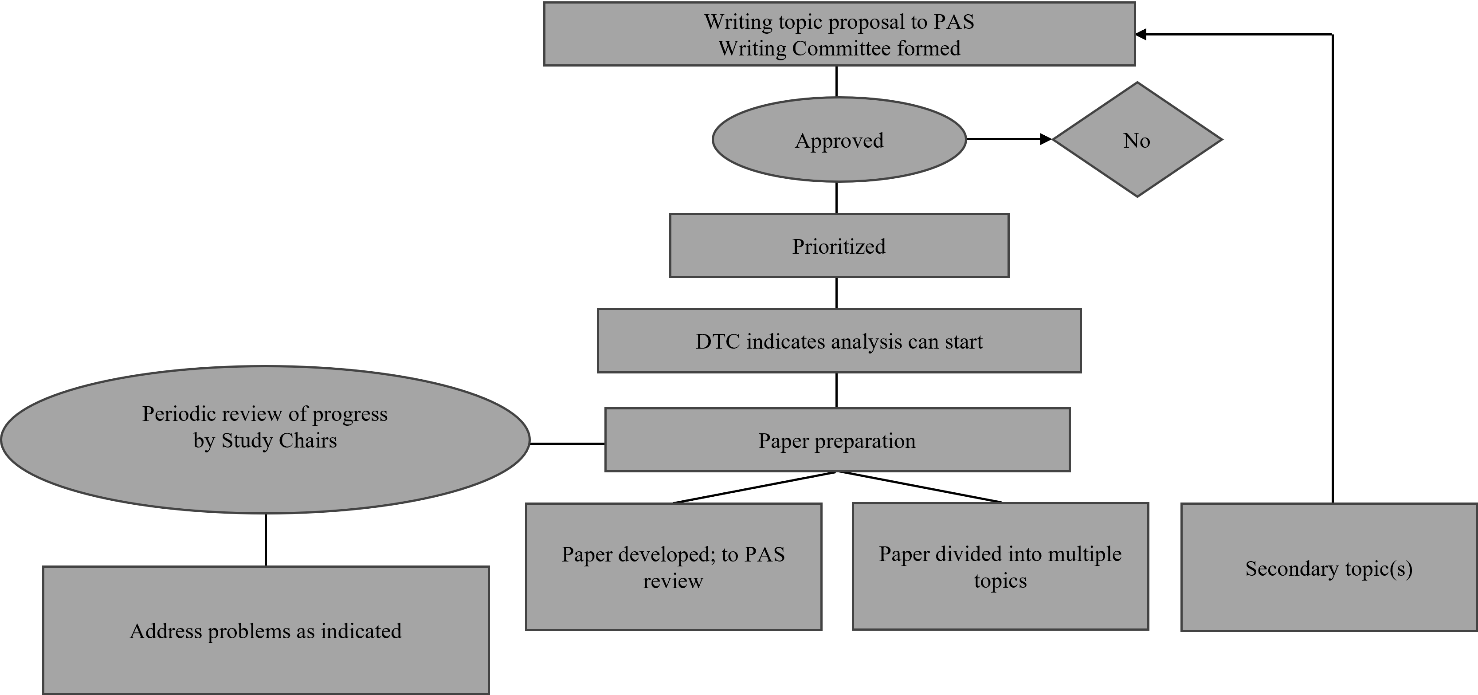 Writing topic proposal to PAS
Writing Committee formed
Approved
No
Prioritized
DTC indicates analysis can start
Periodic review of progress
by Study Chairs
Paper preparation
Paper developed; to PAS
review
Paper divided into multiple
topics
Secondary topic(s)
Address problems as indicated